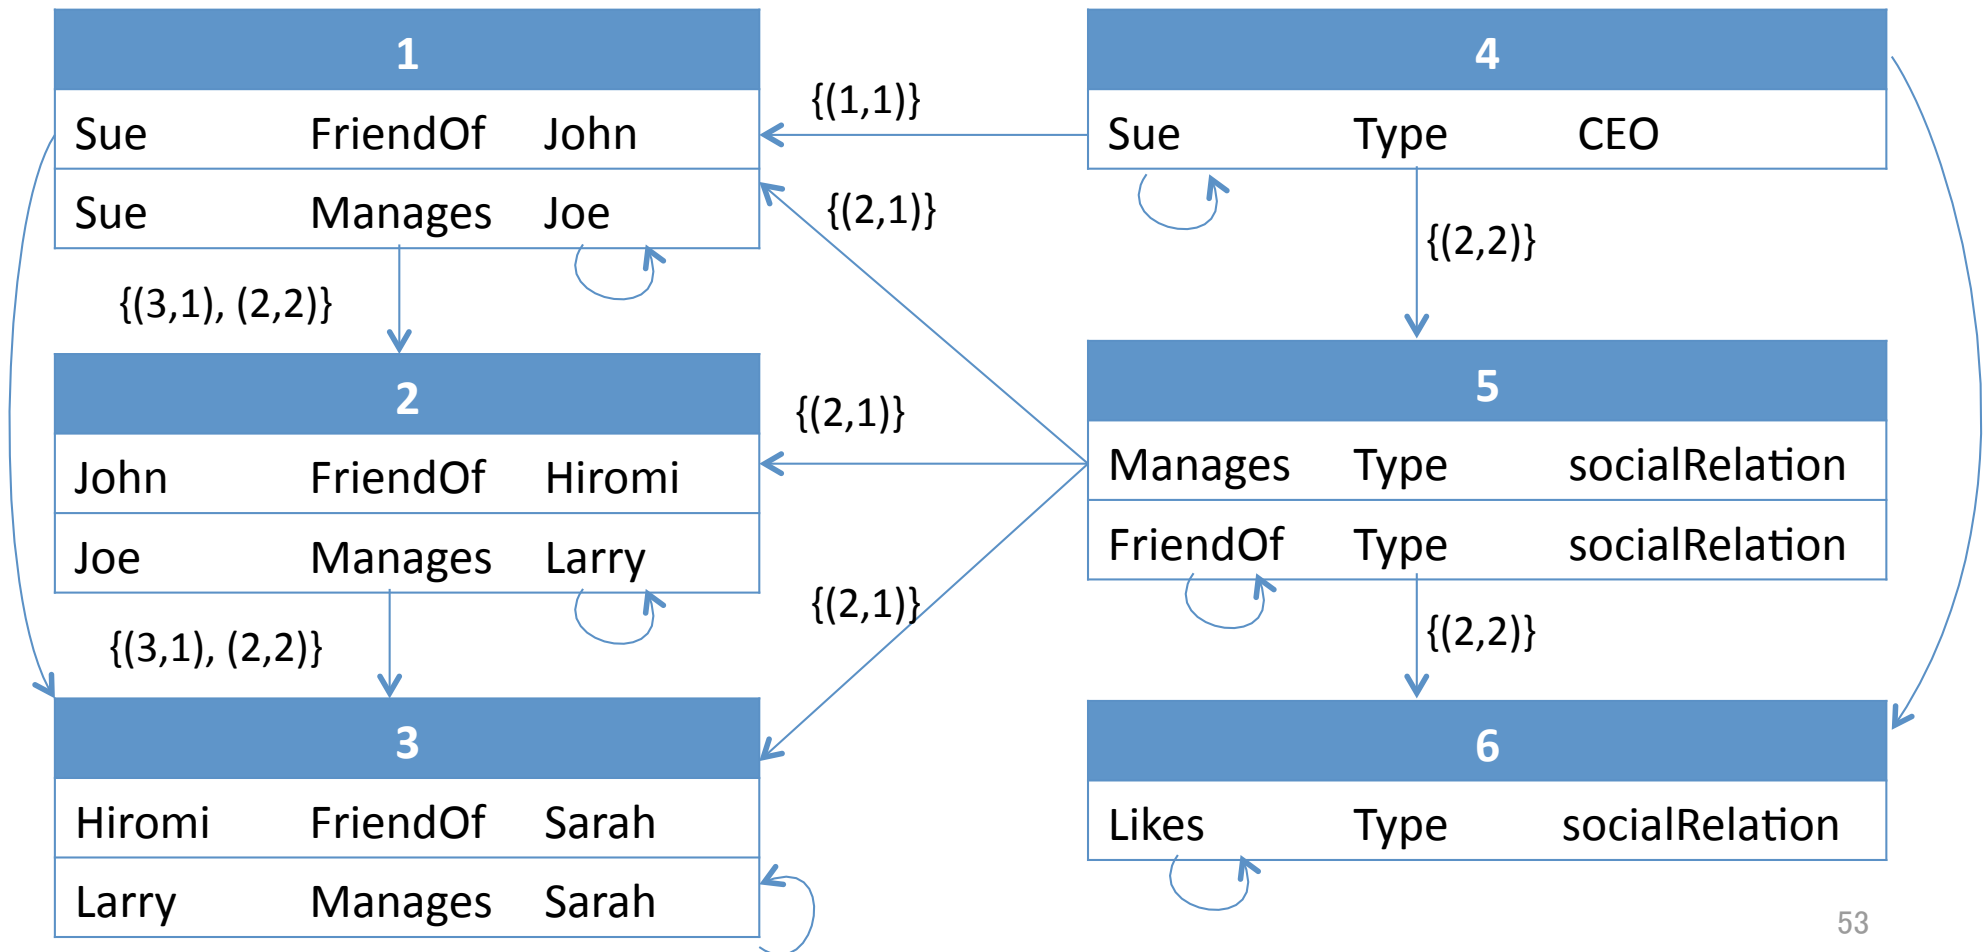 1
Sue FriendOf John
Sue Manages Joe
{(3,1), (2,2)}
2
John FriendOf Hiromi
Joe Manages Larry
{(3,1), (2,2)}
3
Hiromi FriendOf Sarah
Larry Manages Sarah
{(1,1)}
{(2,1)}
{(2,1)}
{(2,1)}
4
Sue Type CEO
{(2,2)}
5
Manages Type socialRelation
FriendOf Type socialRelation
{(2,2)}
6
Likes Type socialRelation
53